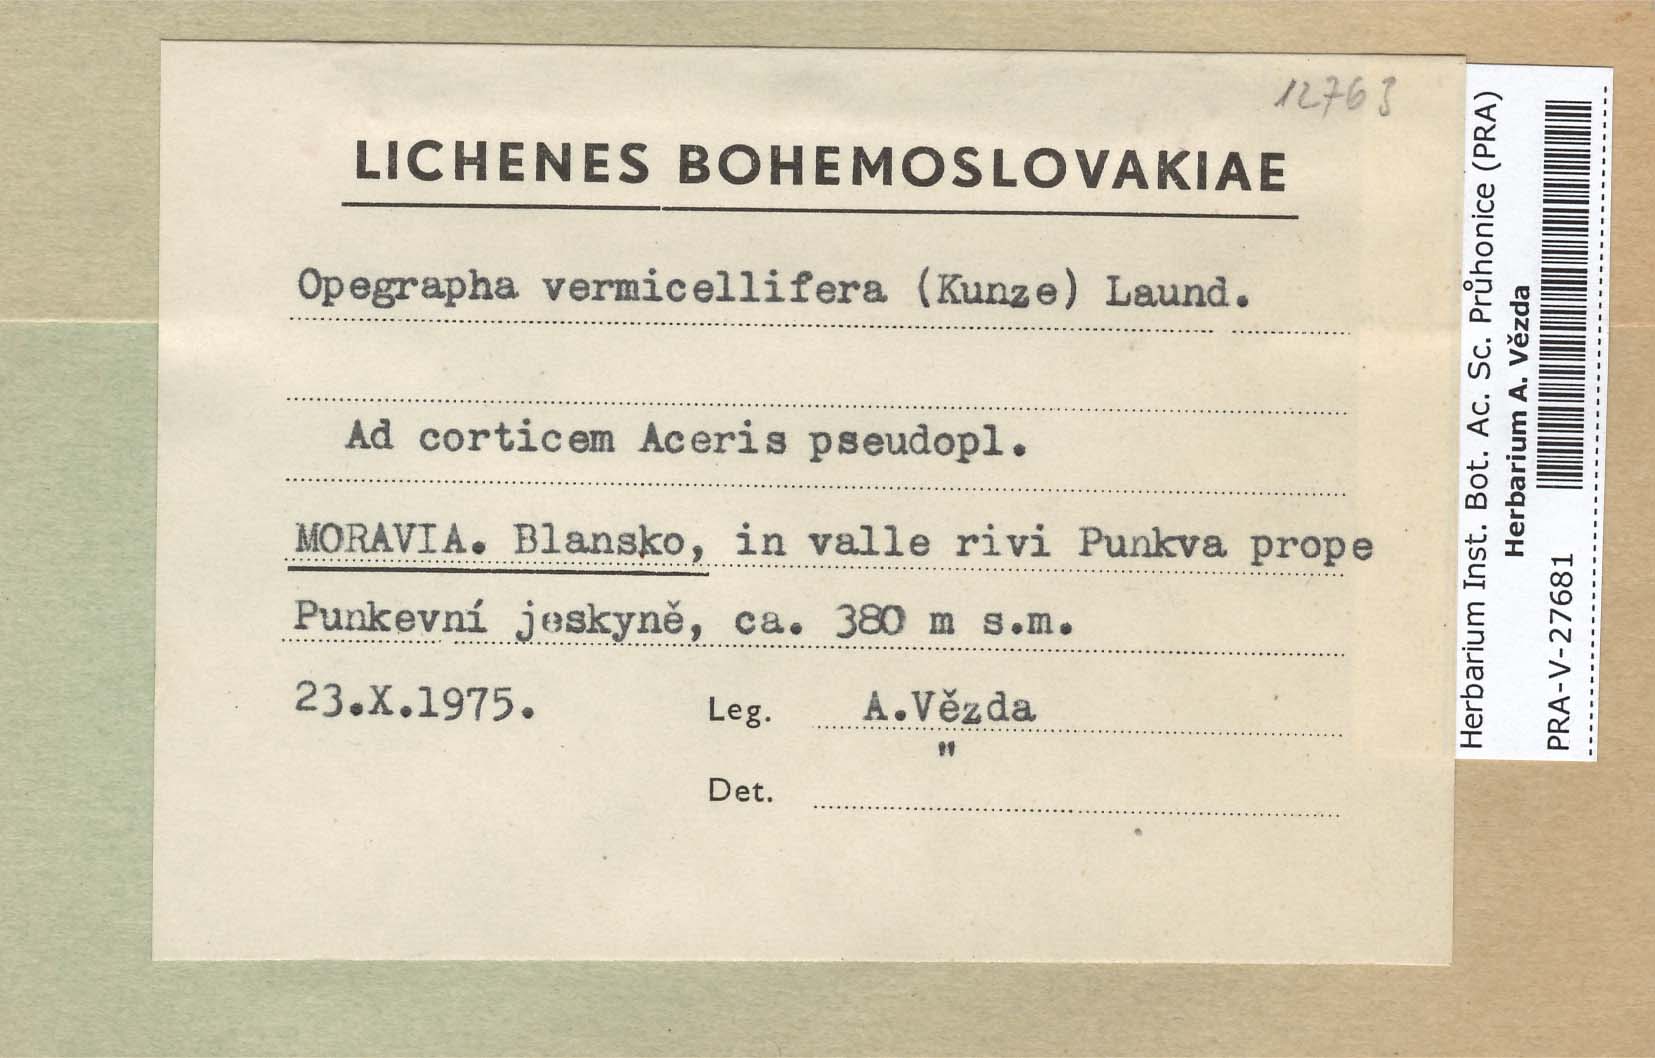 12763
LICHENES BOHEMOSLOVAKIAE
Opegrapha vermicellifera (Kunze) Laund.
Ad corticem Aceris pseudopl.
MORAVIA. Blansko, in valle rivi Punkva prope
Punkevní jeskyně, ca. 380 m s.m.
23.X.1975. Leg. A.Vězda
"
Det.
Herbarium Inst. Bot. Ac. Sc. Průhonice (PRA)
Herbarium A. Vězda
PRA-V-27681